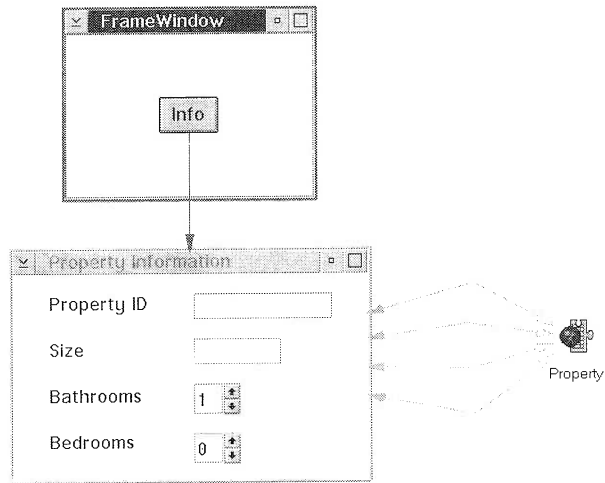 FrameWindow
Info
Property Information
Property ID
Size
Bathrooms 1
Bedrooms 0
Property